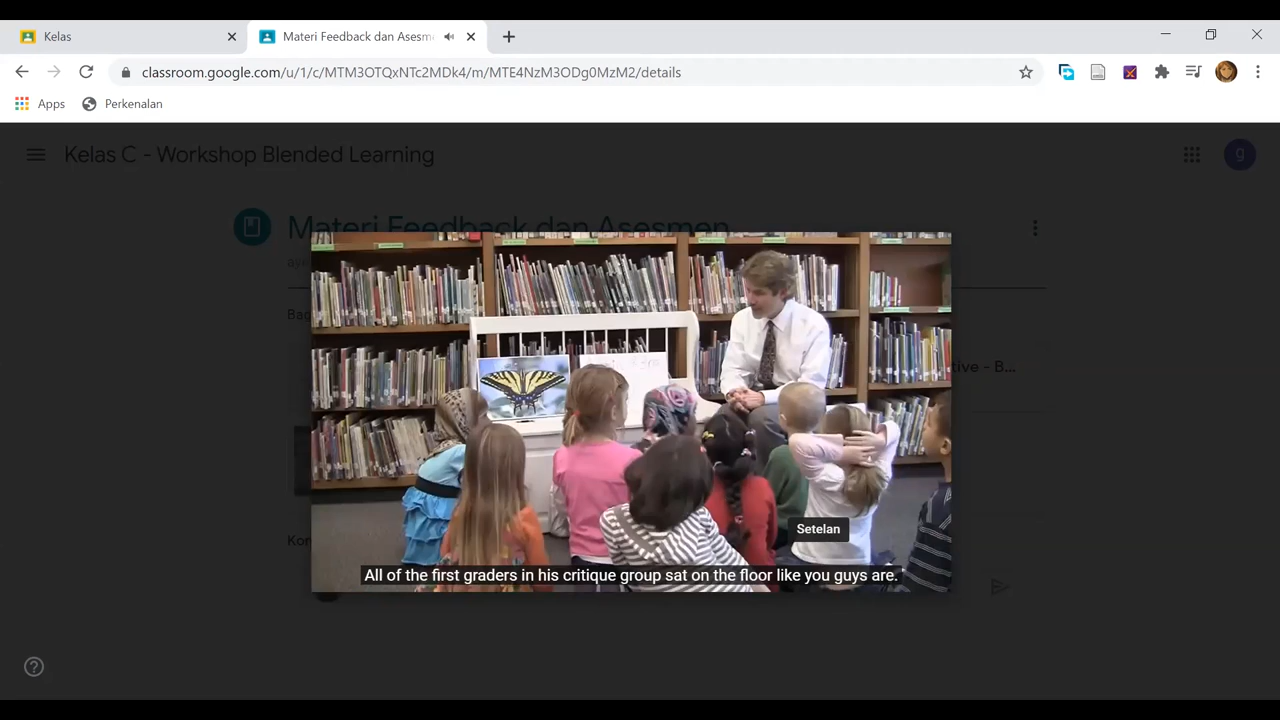 Kelas
Materi Feedback dan Asesm
classroom.google.com/u/1/c/MTM3OTQxNTc2MDk4/m/MTE4NzM3ODg0MzM2/details
Apps
Perkenalan
Kelas C - Workshop Blended Learning
g
Materi Feedback dan Asesmen
ative - B...
Setelan
All of the first graders in his critique group sat on the floor like you guys are.